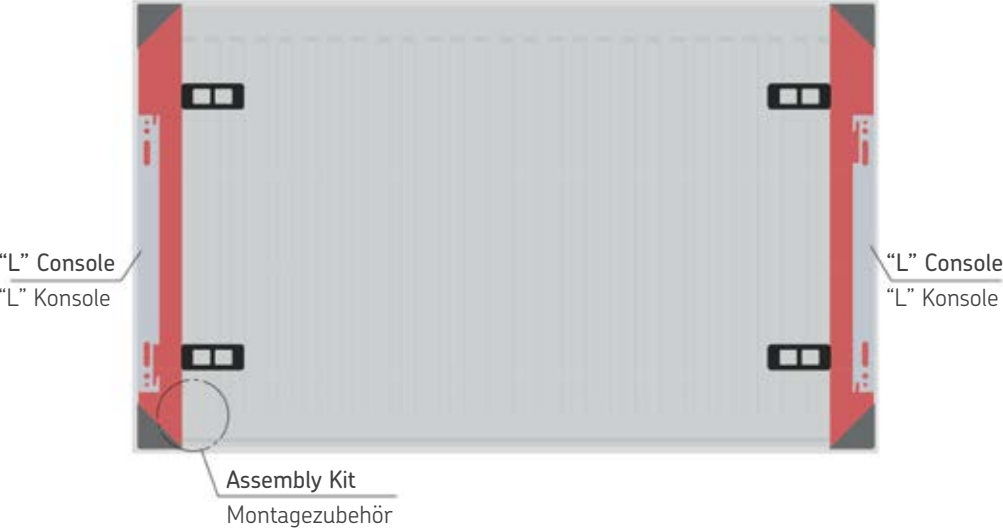 “L” Console
“L” Konsole
“L” Console
“L” Konsole
Assembly Kit
Montagezubehör